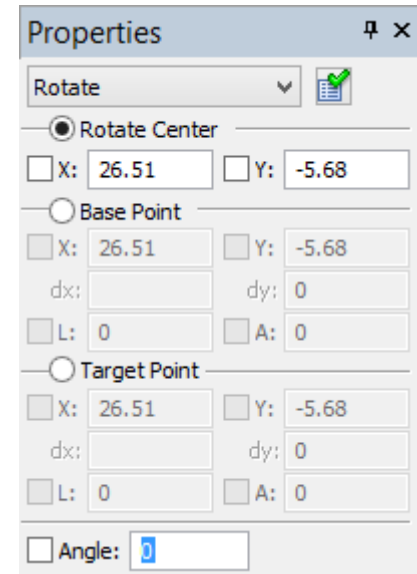 Properties
Rotate
Rotate Center
X: 26.51 Y: -5.68
Base Point
X: 26.51 Y: -5.68
dx: dy: 0
L: 0 A: 0
Target Point
X: 26.51 Y: -5.68
dx: dy: 0
L: 0 A: 0
Angle: 0